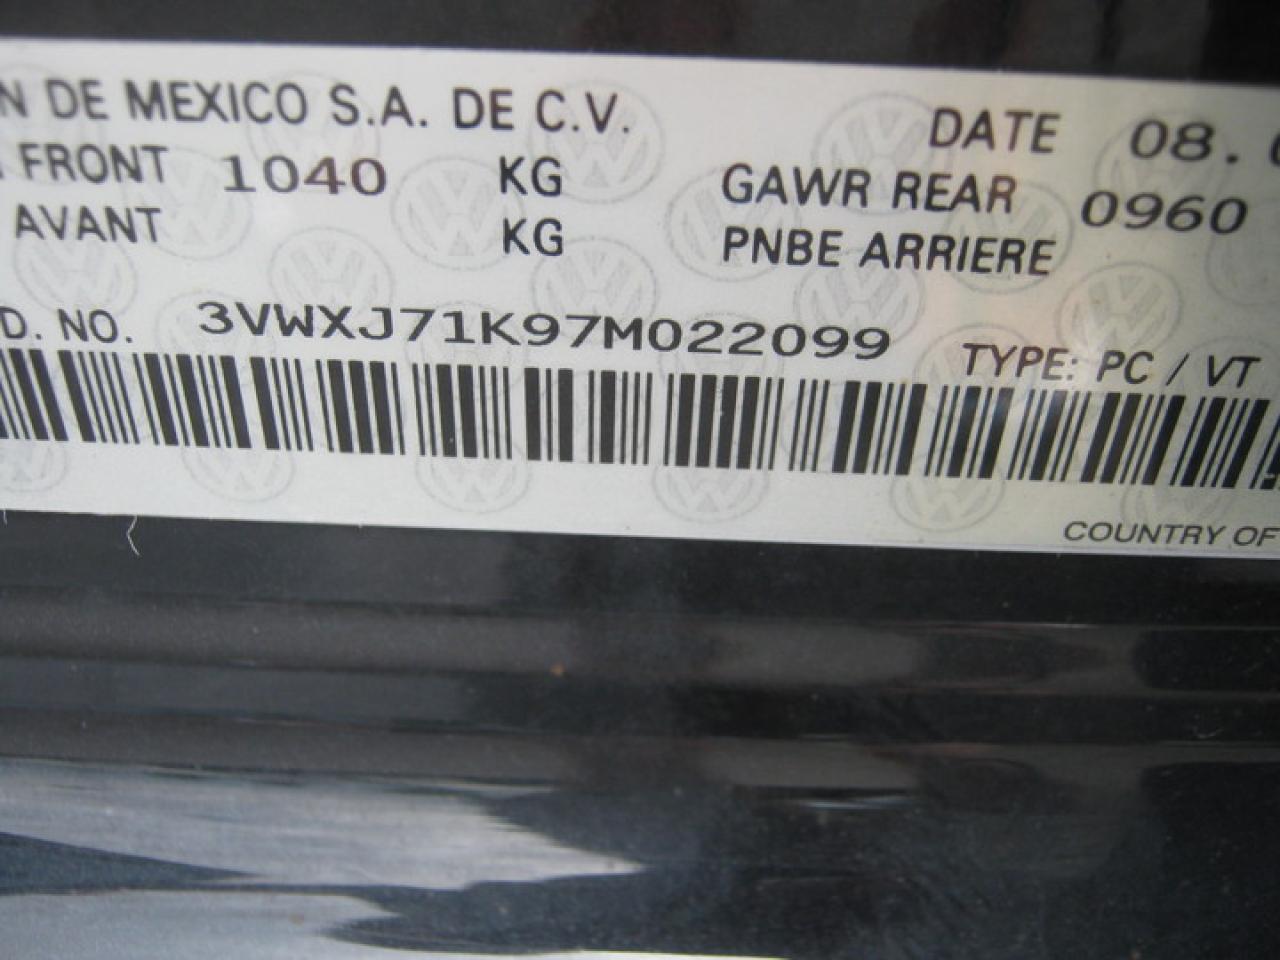 N DE MEXICO S.A. DE C.V. DATE 08.
FRONT 1040 KG GAWR REAR 0960
AVANT KG PNBE ARRIERE
D. NO. 3VWXJ71K97M022099 TYPE: PC / VT
COUNTRY OF